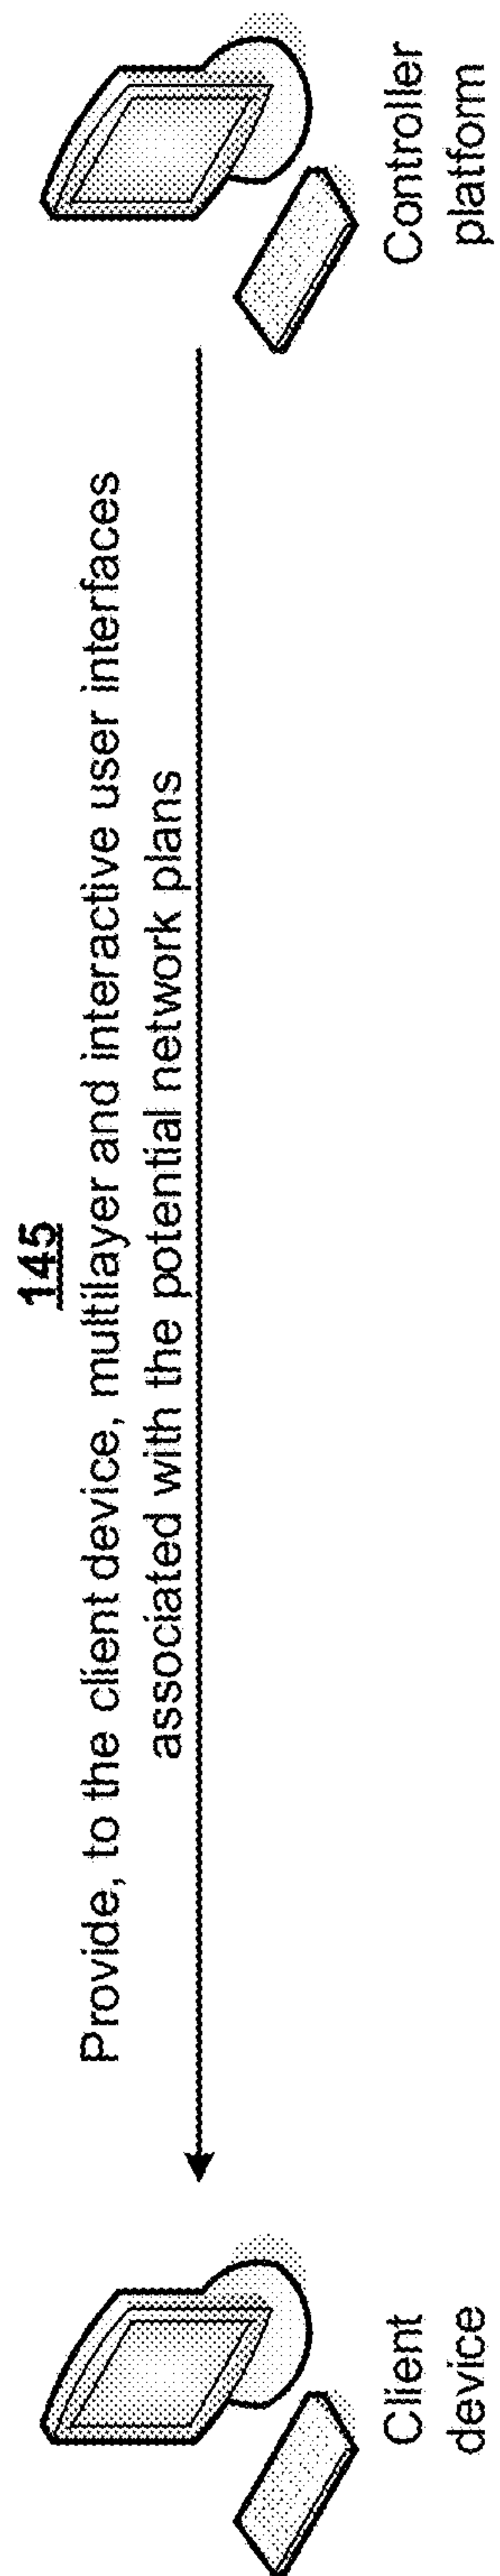 145
Provide, to the client device, multilayer and interactive user interfaces
associated with the potential network plans
Client
device
Controller
platform